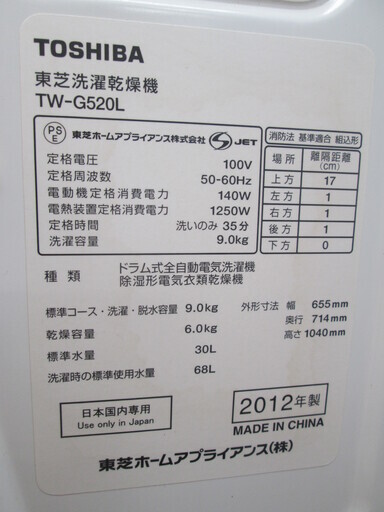 TOSHIBA
東芝洗濯乾燥機
TW-G520L
PS E 東芝ホームアプライアンス株式会社 S JET
定格電圧 100V
定格周波数 50-60Hz
電動機定格消費電力 140W
電熱装置定格消費電力 1250W
定格時間 洗いのみ 35分
洗濯容量 9.0kg
消防法 基準適合 組込形
場所 離隔距離(cm)
上方 17
左方 1
右方 1
後方 1
下方 0
種類 ドラム式全自動電気洗濯機
除湿形電気衣類乾燥機
標準コース・洗濯・脱水容量 9.0kg
乾燥容量 6.0kg
標準水量 30L
洗濯時の標準使用水量 68L
外形寸法 幅 655mm
奥行 714mm
高さ 1040mm
日本国内専用
Use only in Japan
2012年製
MADE IN CHINA
東芝ホームアプライアンス(株)